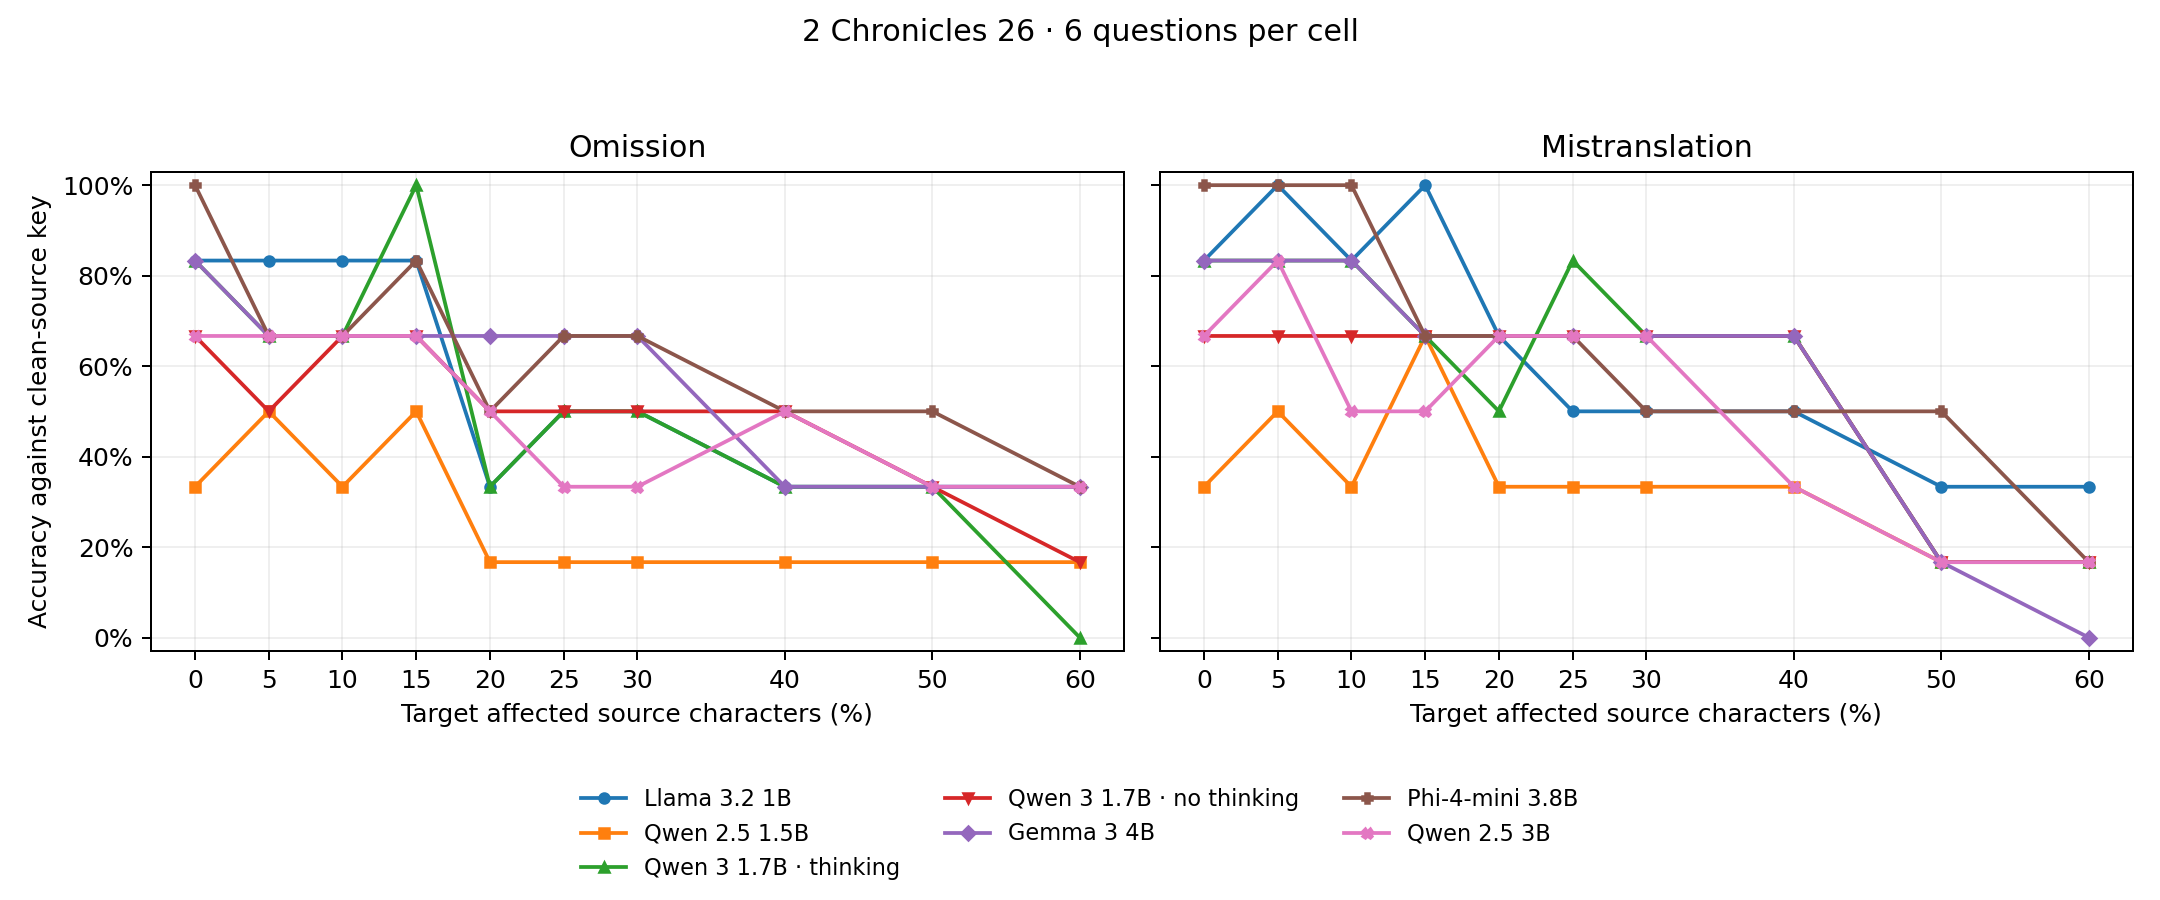 2 Chronicles 26 · 6 questions per cell
Omission
Mistranslation
Accuracy against clean-source key
100%
80%
60%
40%
20%
0%
0 5 10 15 20 25 30 40 50 60
0 5 10 15 20 25 30 40 50 60
Target affected source characters (%)
Target affected source characters (%)
Llama 3.2 1B
Qwen 2.5 1.5B
Qwen 3 1.7B · thinking
Qwen 3 1.7B · no thinking
Gemma 3 4B
Phi-4-mini 3.8B
Qwen 2.5 3B